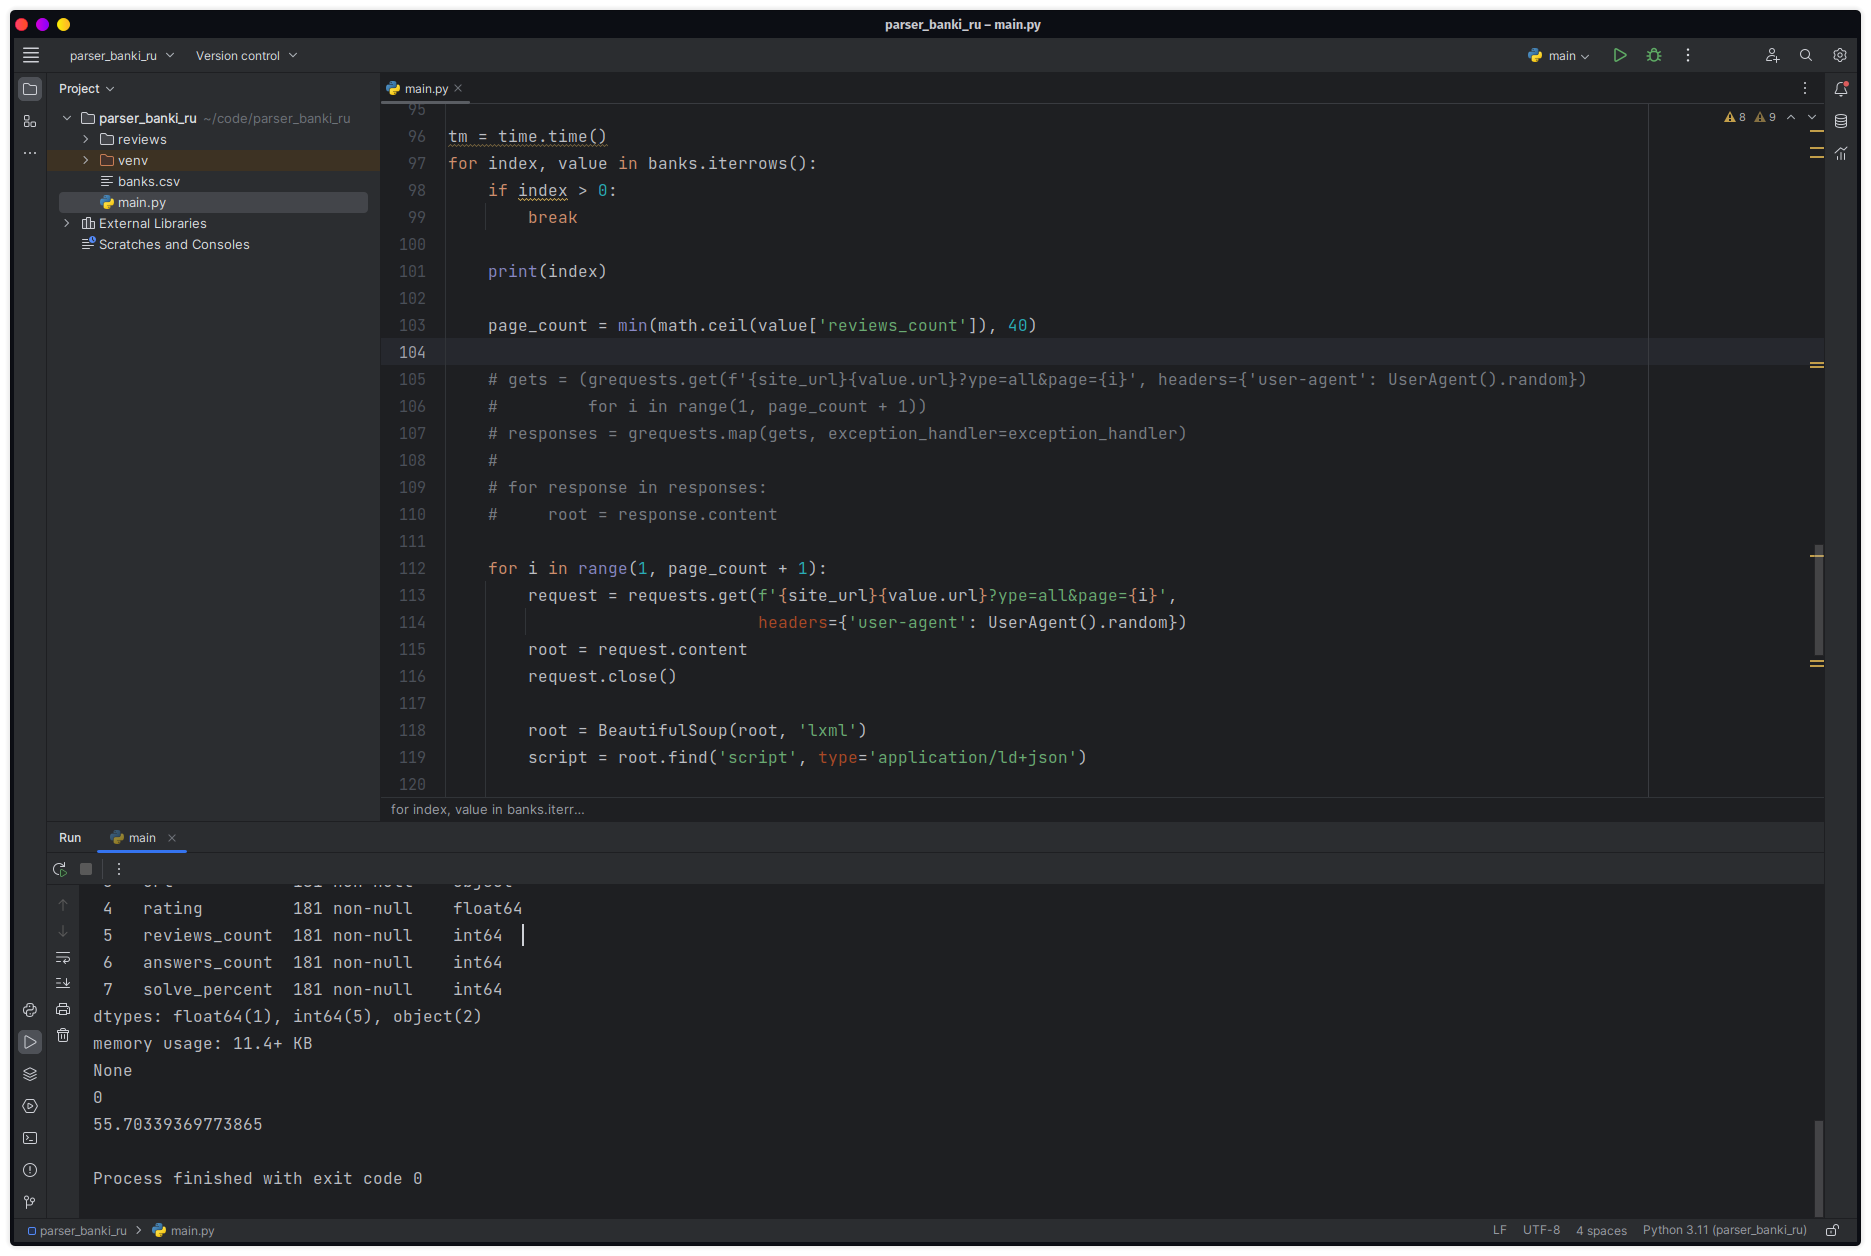 parser_banki_ru – main.py
parser_banki_ru
Version control
main
Project
main.py
parser_banki_ru ~/code/parser_banki_ru
reviews
venv
banks.csv
main.py
External Libraries
Scratches and Consoles
8 9
95
96 tm = time.time()
97 for index, value in banks.iterrows():
98     if index > 0:
99         break
100
101     print(index)
102
103     page_count = min(math.ceil(value['reviews_count']), 40)
104
105     # gets = (grequests.get(f'{site_url}{value.url}?ype=all&page={i}', headers={'user-agent': UserAgent().random})
106     #         for i in range(1, page_count + 1))
107     # responses = grequests.map(gets, exception_handler=exception_handler)
108     #
109     # for response in responses:
110     #     root = response.content
111
112     for i in range(1, page_count + 1):
113         request = requests.get(f'{site_url}{value.url}?ype=all&page={i}',
114                                headers={'user-agent': UserAgent().random})
115         root = request.content
116         request.close()
117
118         root = BeautifulSoup(root, 'lxml')
119         script = root.find('script', type='application/ld+json')
120
for index, value in banks.iterr...
Run
main
4   rating         181 non-null    float64
5   reviews_count  181 non-null    int64
6   answers_count  181 non-null    int64
7   solve_percent  181 non-null    int64
dtypes: float64(1), int64(5), object(2)
memory usage: 11.4+ KB
None
0
55.70339369773865
Process finished with exit code 0
parser_banki_ru > main.py
LF UTF-8 4 spaces Python 3.11 (parser_banki_ru)